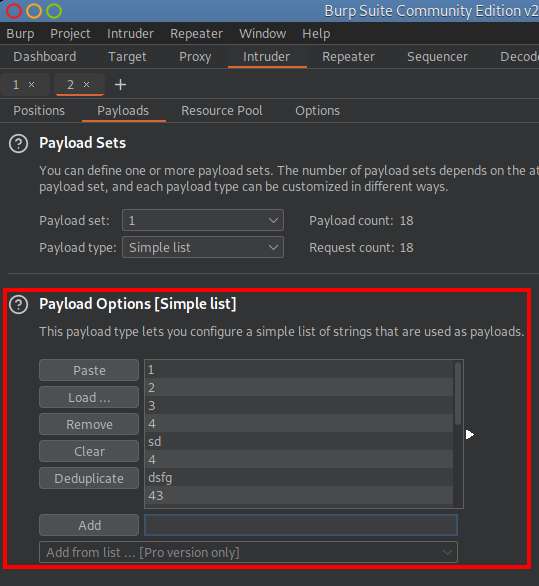 Burp Suite Community Edition v2
Burp Project Intruder Repeater Window Help
Dashboard Target Proxy Intruder Repeater Sequencer Decod
1 × 2 × +
Positions Payloads Resource Pool Options
? Payload Sets
You can define one or more payload sets. The number of payload sets depends on the at
payload set, and each payload type can be customized in different ways.
Payload set: 1 Payload count: 18
Payload type: Simple list Request count: 18
? Payload Options [Simple list]
This payload type lets you configure a simple list of strings that are used as payloads.
Paste 1
2
Load ... 3
Remove 4
Clear sd
4
Deduplicate dsfg
43
Add
Add from list ... [Pro version only]